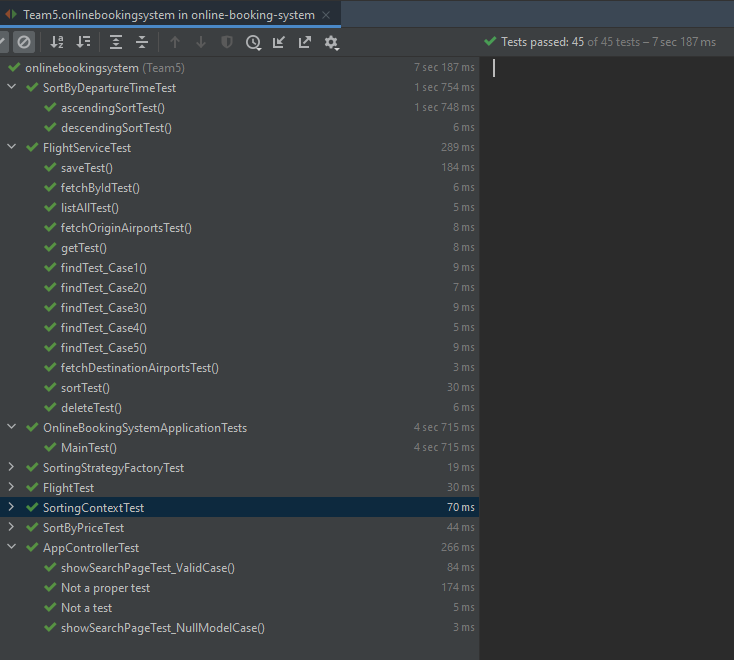 Team5.onlinebookingsystem in online-booking-system
Tests passed: 45 of 45 tests – 7 sec 187 ms
onlinebookingsystem (Team5) 7 sec 187 ms
SortByDepartureTimeTest 1 sec 754 ms
ascendingSortTest() 1 sec 748 ms
descendingSortTest() 6 ms
FlightServiceTest 289 ms
saveTest() 184 ms
fetchByIdTest() 6 ms
listAllTest() 5 ms
fetchOriginAirportsTest() 8 ms
getTest() 8 ms
findTest_Case1() 9 ms
findTest_Case2() 7 ms
findTest_Case3() 9 ms
findTest_Case4() 5 ms
findTest_Case5() 9 ms
fetchDestinationAirportsTest() 3 ms
sortTest() 30 ms
deleteTest() 6 ms
OnlineBookingSystemApplicationTests 4 sec 715 ms
MainTest() 4 sec 715 ms
SortingStrategyFactoryTest 19 ms
FlightTest 30 ms
SortingContextTest 70 ms
SortByPriceTest 44 ms
AppControllerTest 266 ms
showSearchPageTest_ValidCase() 84 ms
Not a proper test 174 ms
Not a test 5 ms
showSearchPageTest_NullModelCase() 3 ms